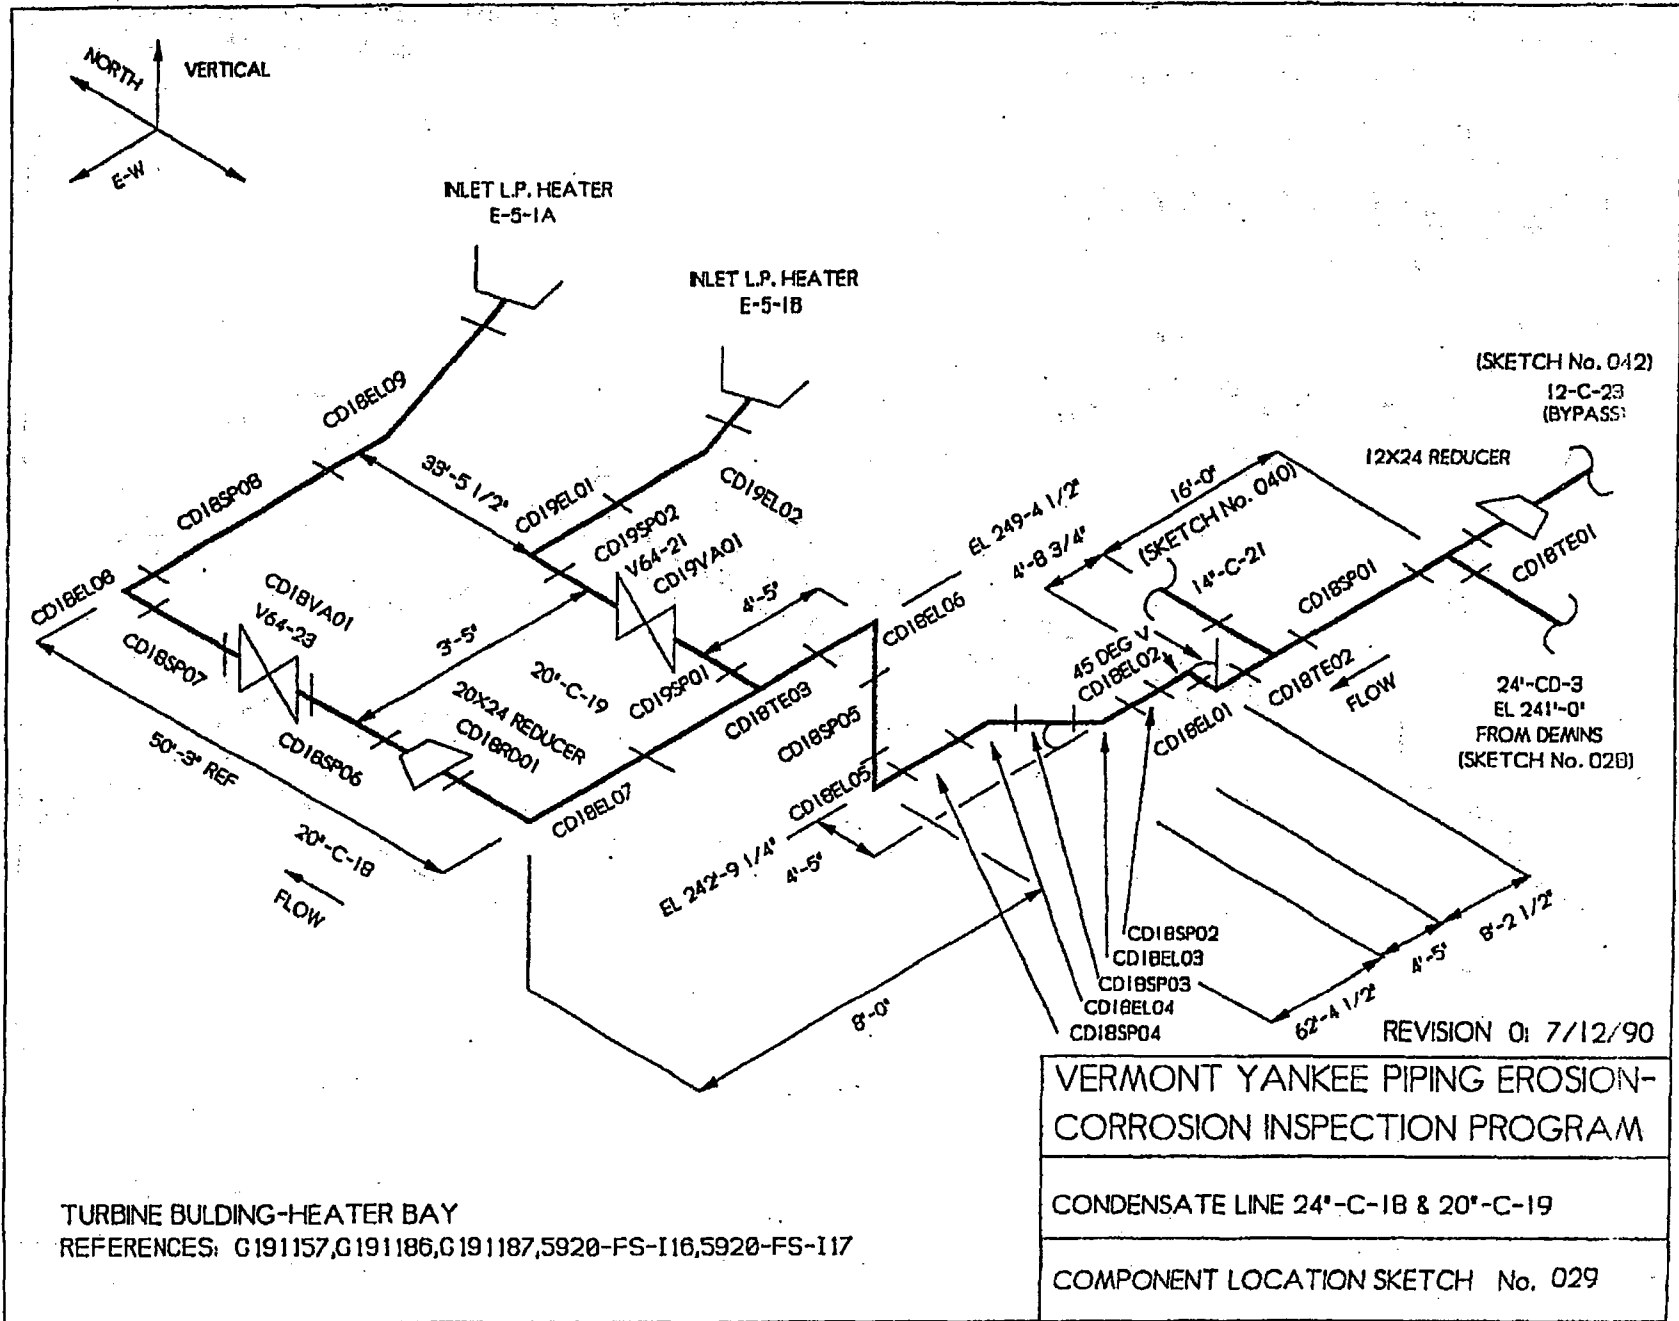 NORTH
VERTICAL
E-W
INLET L.P. HEATER
E-5-1A
INLET L.P. HEATER
E-5-1B
(SKETCH No. 042)
12-C-23
(BYPASS)
12X24 REDUCER
CD18EL09
33'-5 1/2"
CD18SP08
CD19EL01
CD19EL02
CD19SP02
V64-21
CD19VA01
EL 249'-4 1/2"
4'-8 3/4"
16'-0"
(SKETCH No. 040)
14"-C-21
CD18SP01
CD18TE01
CD18EL08
CD18VA01
V64-23
CD18SP07
3'-5"
4'-5"
CD18EL06
45 DEG V
CD18EL02
CD18TE02
FLOW
24"-CD-3
EL 241'-0"
FROM DEMINS
(SKETCH No. 028)
20"-C-19
CD19SP01
CD18TE03
CD18SP05
CD18EL01
20X24 REDUCER
CD18RD01
CD18SP06
50'-3" REF
CD18EL07
CD18EL05
20"-C-18
FLOW
EL 242'-9 1/4"
4'-5"
CD18SP02
CD18EL03
CD18SP03
CD18EL04
CD18SP04
8'-0"
62'-4 1/2"
4'-5"
8'-2 1/2"
REVISION 0: 7/12/90
VERMONT YANKEE PIPING EROSION-
CORROSION INSPECTION PROGRAM
CONDENSATE LINE 24"-C-18 & 20"-C-19
COMPONENT LOCATION SKETCH No. 029
TURBINE BULDING-HEATER BAY
REFERENCES: G191157,G191186,G191187,5920-FS-I16,5920-FS-I17